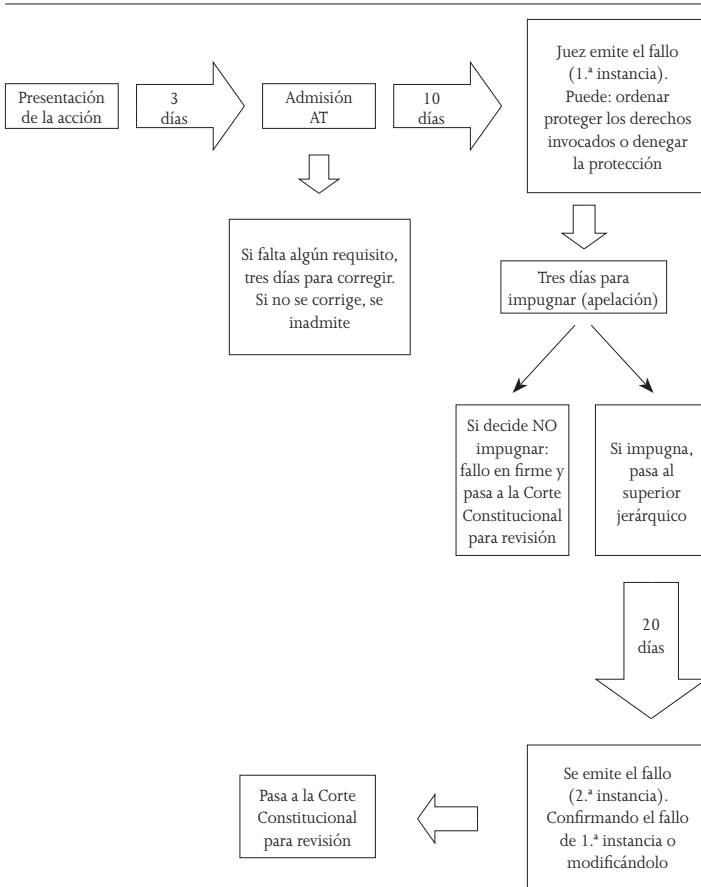 Presentación
de la acción
3
días
Admisión
AT
10
días
Juez emite el fallo
(1.ª instancia).
Puede: ordenar
proteger los derechos
invocados o denegar
la protección
Si falta algún requisito,
tres días para corregir.
Si no se corrige, se
inadmite
Tres días para
impugnar (apelación)
Si decide NO
impugnar:
fallo en firme y
pasa a la Corte
Constitucional
para revisión
Si impugna,
pasa al
superior
jerárquico
20
días
Se emite el fallo
(2.ª instancia).
Confirmando el fallo
de 1.ª instancia o
modificándolo
Pasa a la Corte
Constitucional
para revisión